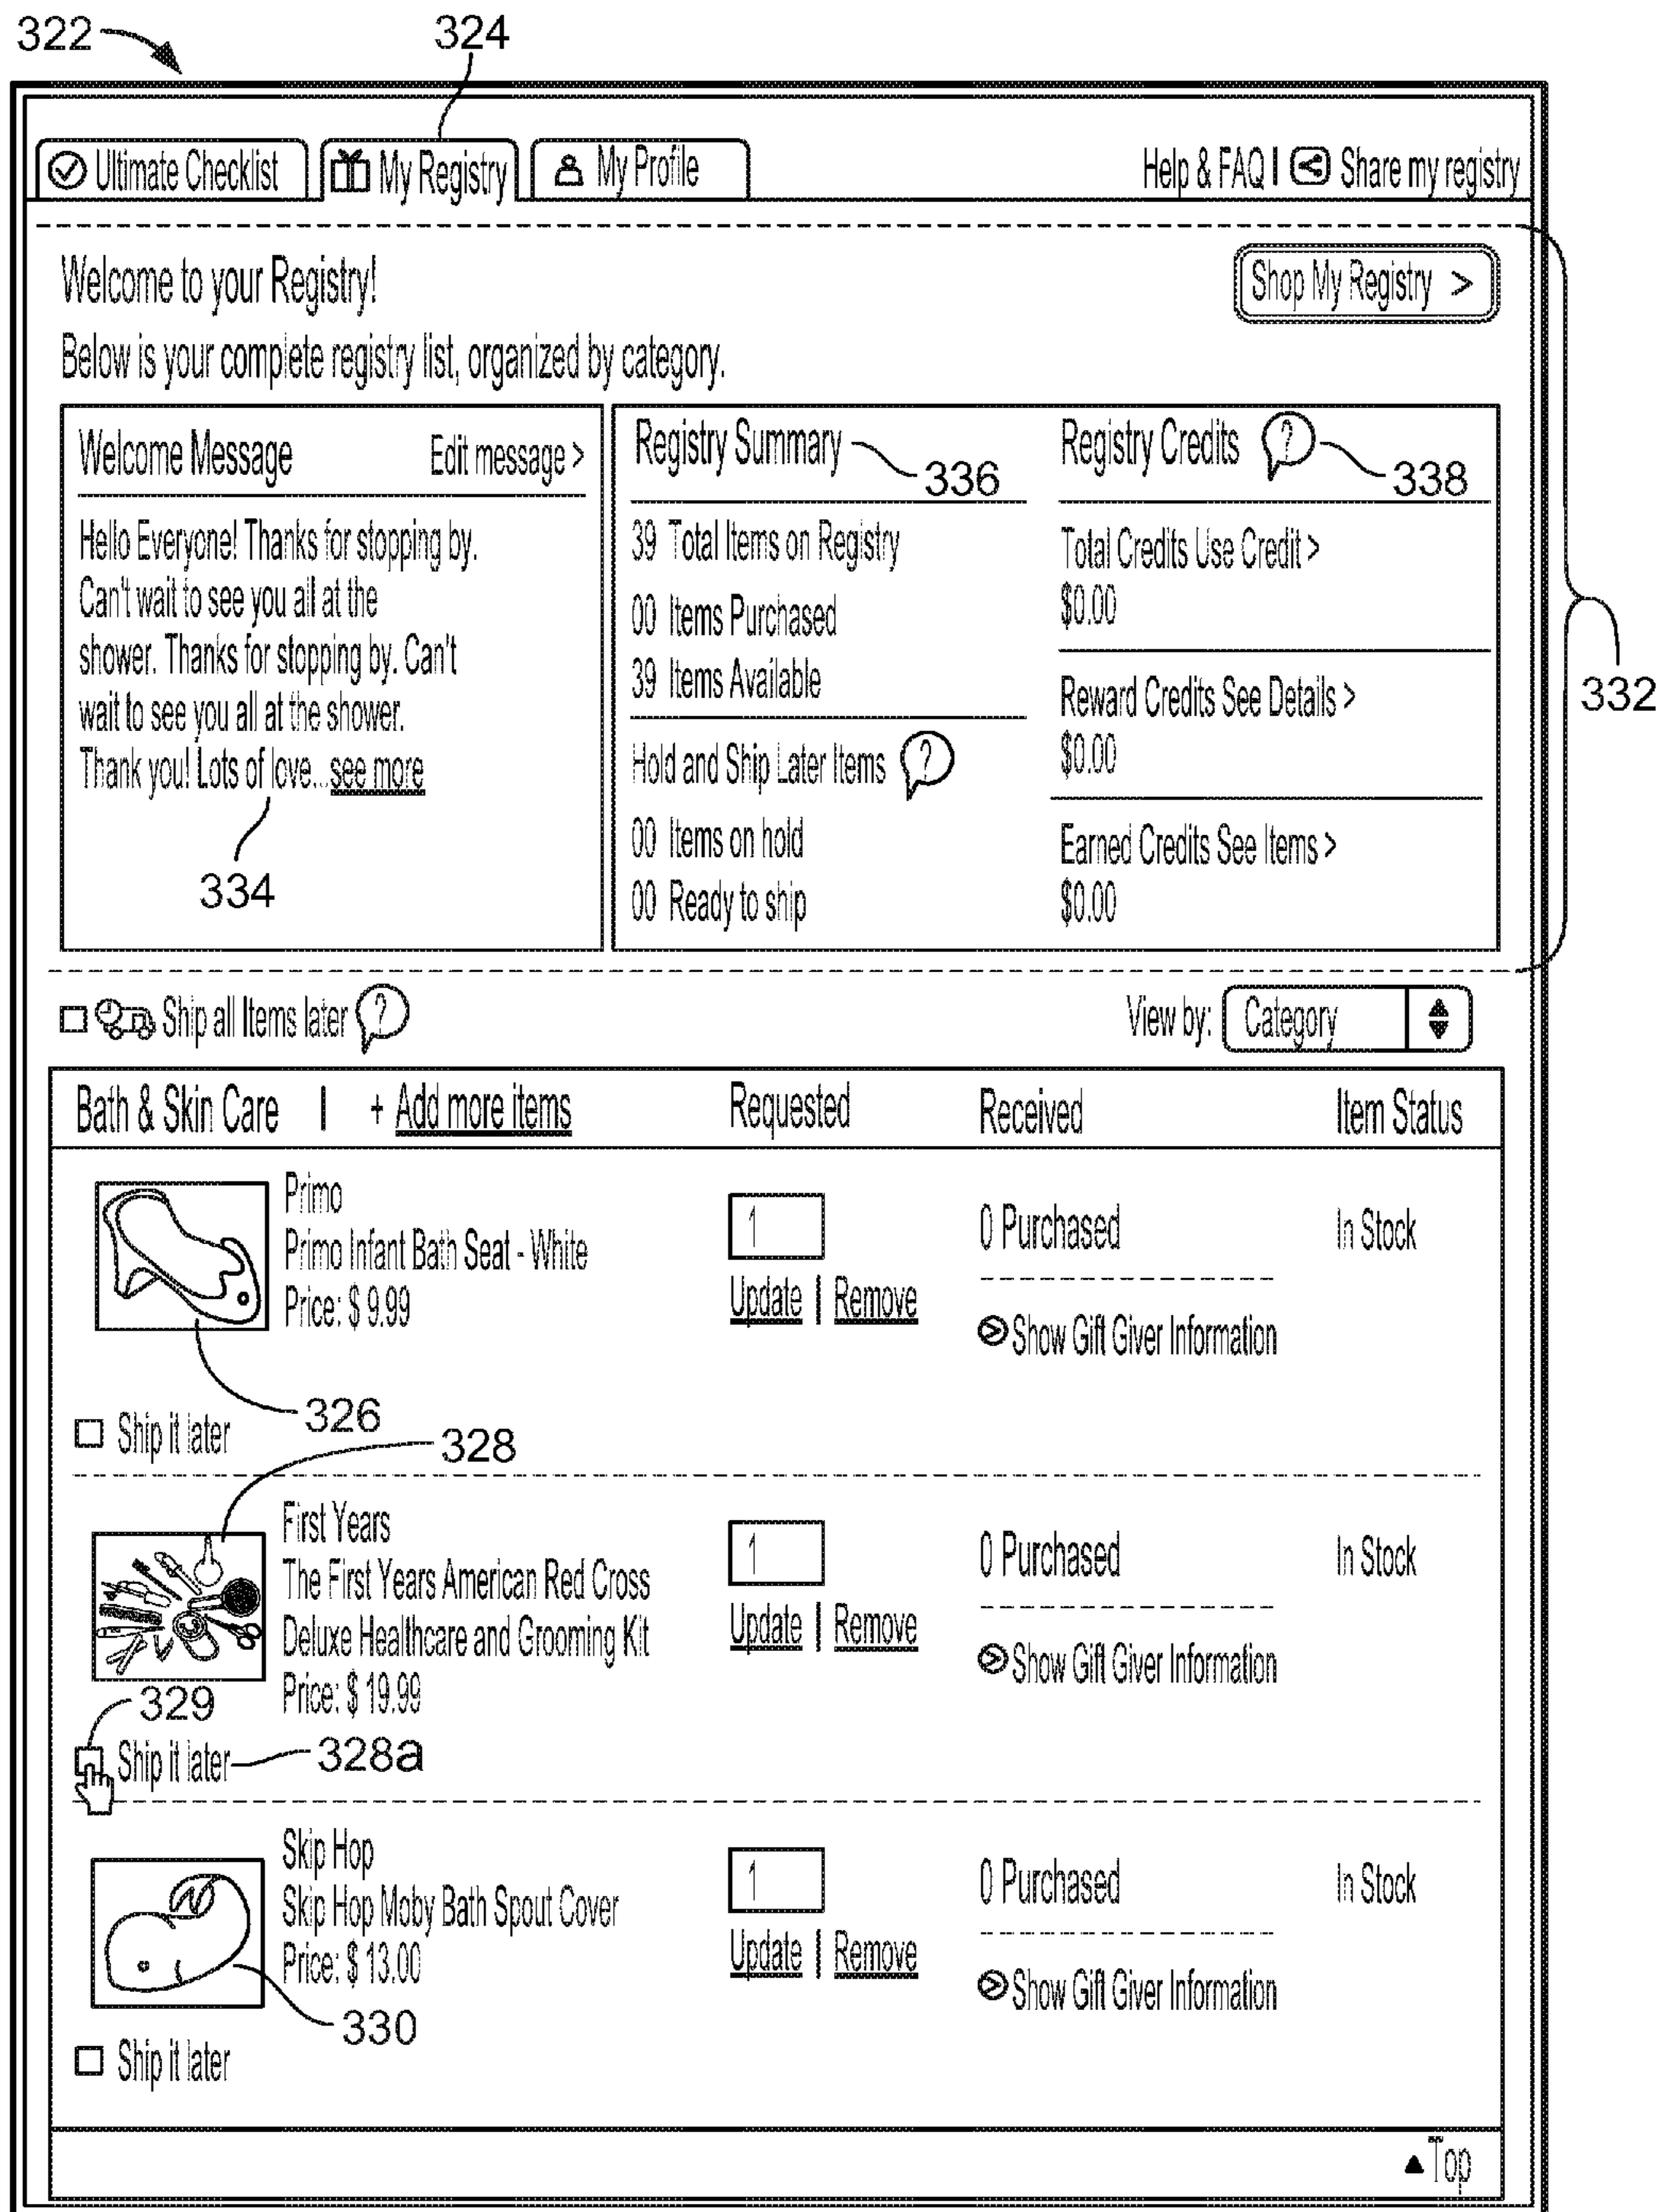 322
324
Ultimate Checklist My Registry My Profile Help & FAQ | Share my registry
Welcome to your Registry! Shop My Registry >
Below is your complete registry list, organized by category.
332
Welcome Message Edit message >
Hello Everyone! Thanks for stopping by.
Can't wait to see you all at the
shower. Thanks for stopping by. Can't
wait to see you all at the shower.
Thank you! Lots of love...see more
334
Registry Summary 336
39 Total Items on Registry
00 Items Purchased
39 Items Available
Hold and Ship Later Items ?
00 Items on hold
00 Ready to ship
Registry Credits ? 338
Total Credits Use Credit >
$0.00
Reward Credits See Details >
$0.00
Earned Credits See Items >
$0.00
Ship all Items later ? View by: Category
Bath & Skin Care | + Add more items Requested Received Item Status
Primo
Primo Infant Bath Seat - White
Price: $ 9.99
1
Update | Remove
0 Purchased
Show Gift Giver Information
In Stock
326
Ship it later
328
First Years
The First Years American Red Cross
Deluxe Healthcare and Grooming Kit
Price: $ 19.99
1
Update | Remove
0 Purchased
Show Gift Giver Information
In Stock
329
Ship it later 328a
Skip Hop
Skip Hop Moby Bath Spout Cover
Price: $ 13.00
1
Update | Remove
0 Purchased
Show Gift Giver Information
In Stock
330
Ship it later
Top